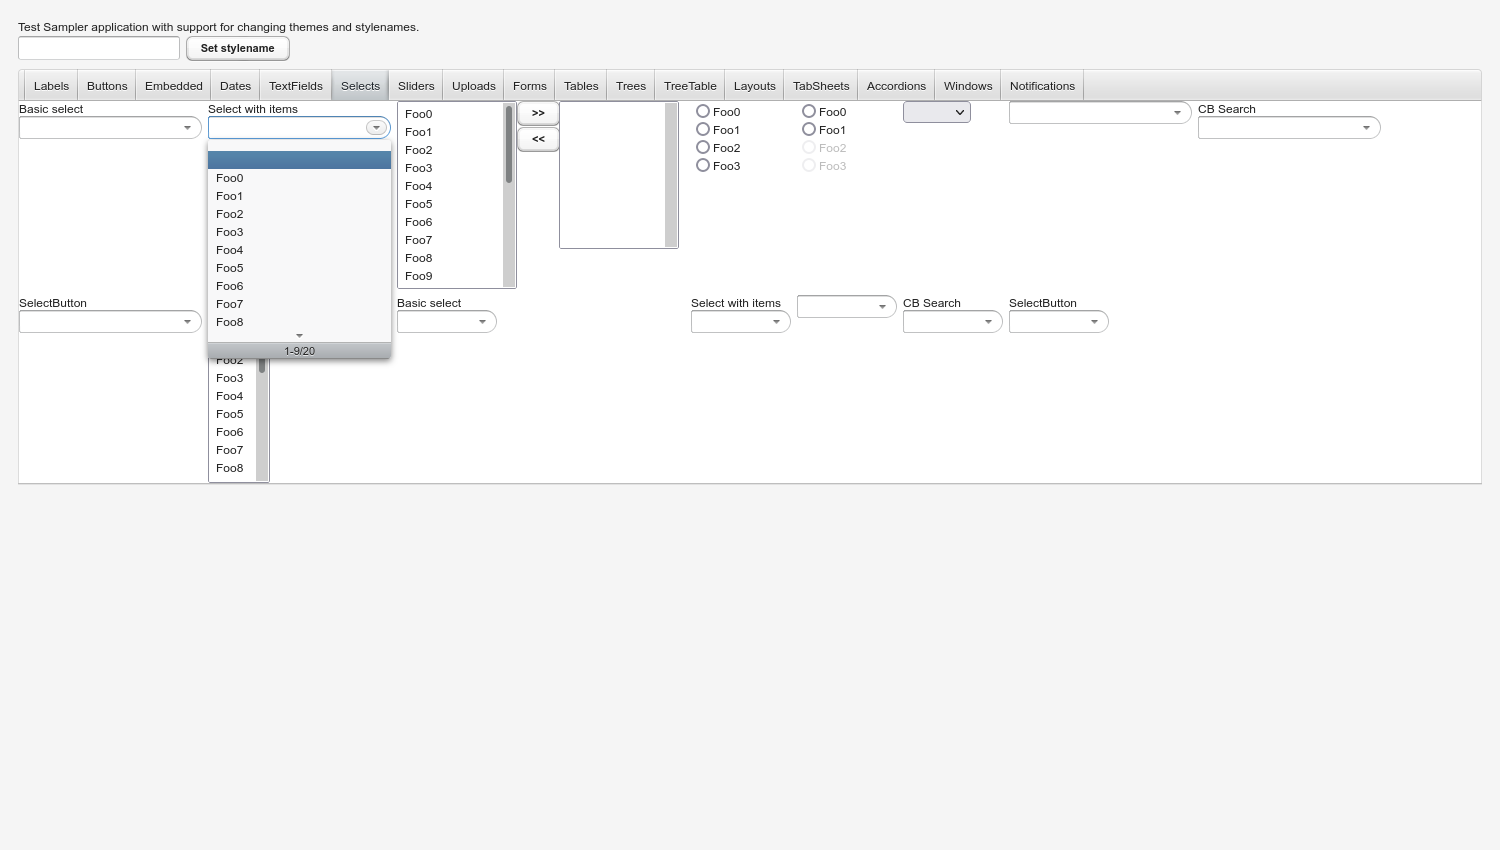 Test Sampler application with support for changing themes and stylenames.
Set stylename
Labels Buttons Embedded Dates TextFields Selects Sliders Uploads Forms Tables Trees TreeTable Layouts TabSheets Accordions Windows Notifications
Basic select
Select with items
Foo0
Foo1
Foo2
Foo3
Foo4
Foo5
Foo6
Foo7
Foo8
1-9/20
Foo0
Foo1
Foo2
Foo3
Foo4
Foo5
Foo6
Foo7
Foo8
Foo9
>>
<<
Foo0
Foo1
Foo2
Foo3
Foo0
Foo1
Foo2
Foo3
CB Search
SelectButton
Foo2
Foo3
Foo4
Foo5
Foo6
Foo7
Foo8
Basic select
Select with items
CB Search
SelectButton